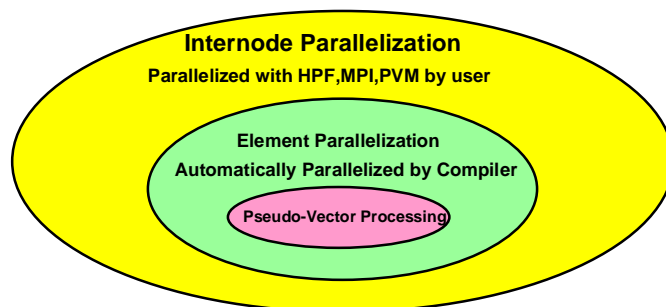 Internode Parallelization
Parallelized with HPF,MPI,PVM by user
Element Parallelization
Automatically Parallelized by Compiler
Pseudo-Vector Processing